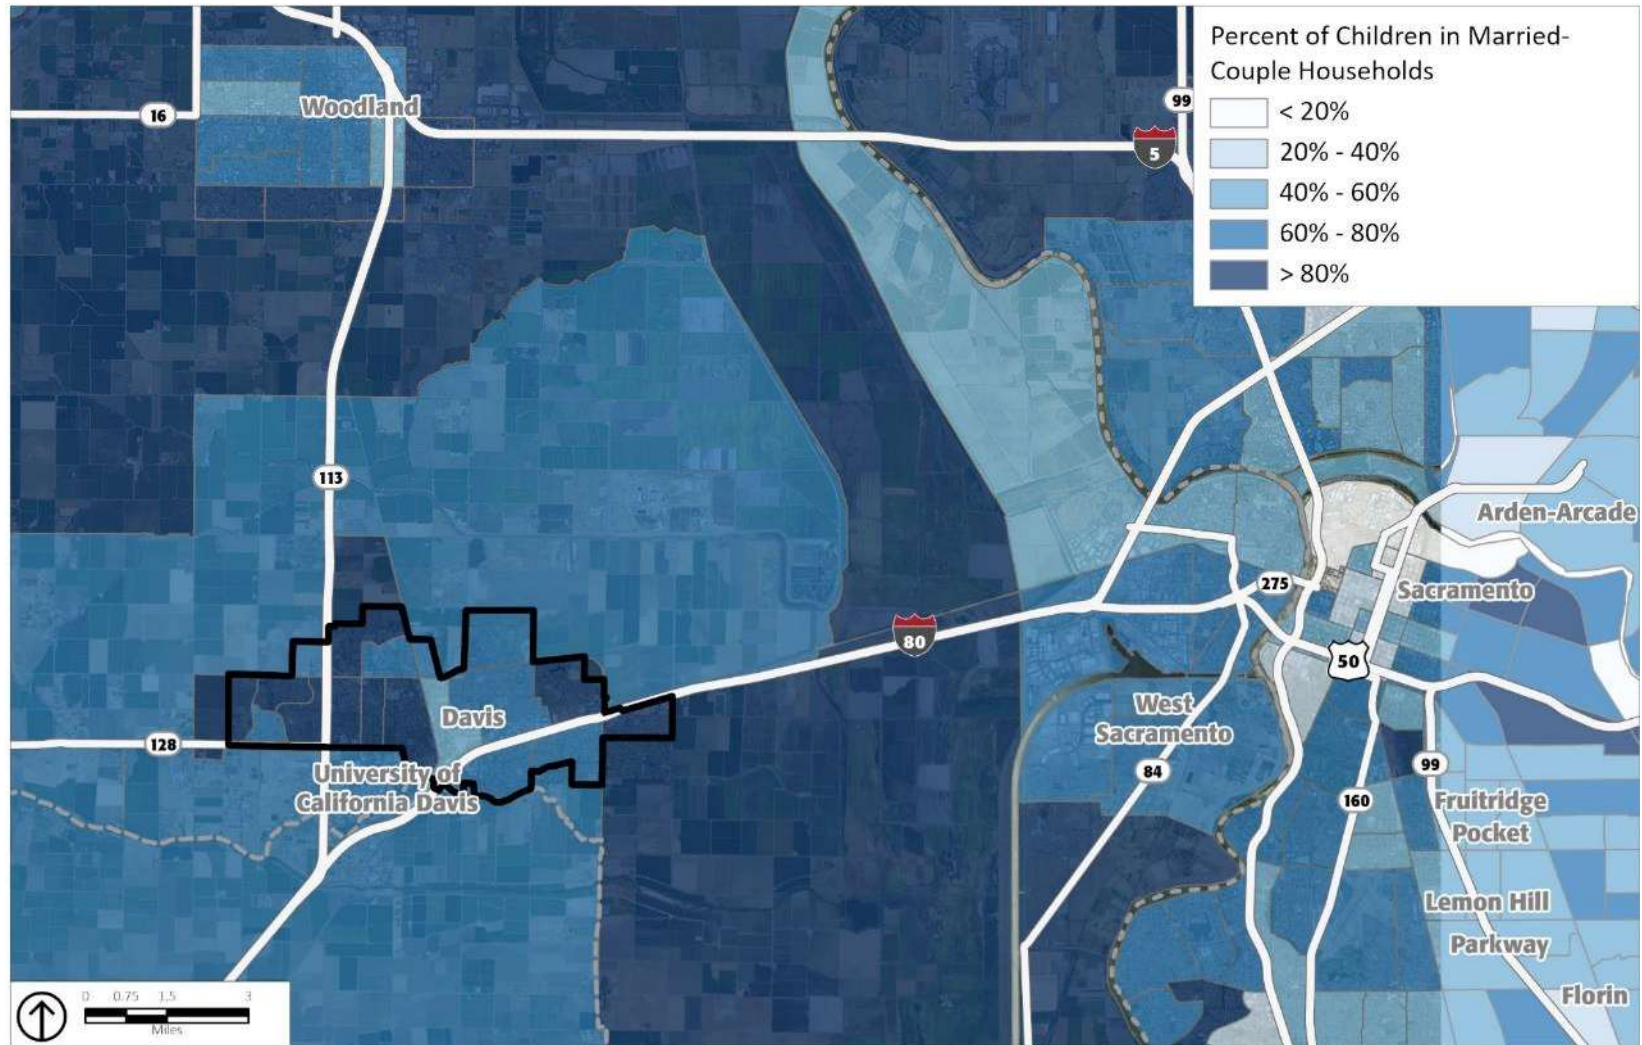 Percent of Children in Married-
Couple Households
< 20%
20% - 40%
40% - 60%
60% - 80%
> 80%
Woodland
16
99
5
113
Arden-Arcade
275
Sacramento
80
50
Davis
West
Sacramento
128
University of
California Davis
84
99
160
Fruitridge
Pocket
Lemon Hill
Parkway
Florin
0 0.75 1.5 3
Miles